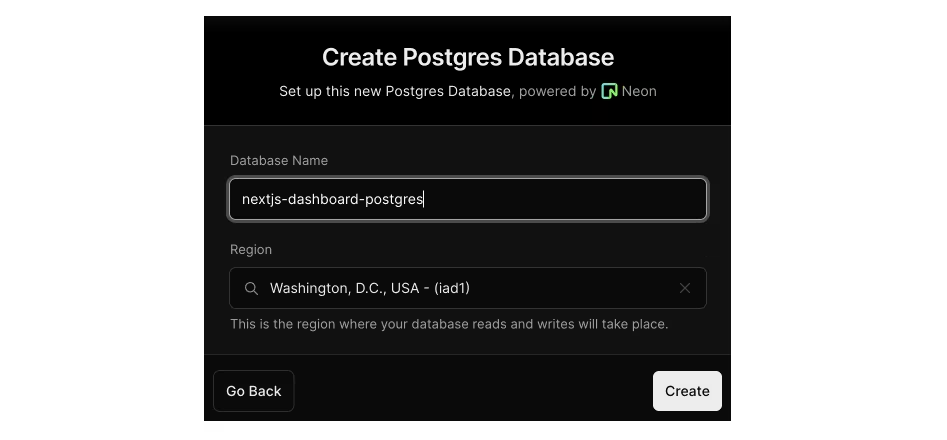 Create Postgres Database
Set up this new Postgres Database, powered by Neon
Database Name
nextjs-dashboard-postgres
Region
Washington, D.C., USA - (iad1)
This is the region where your database reads and writes will take place.
Go Back
Create